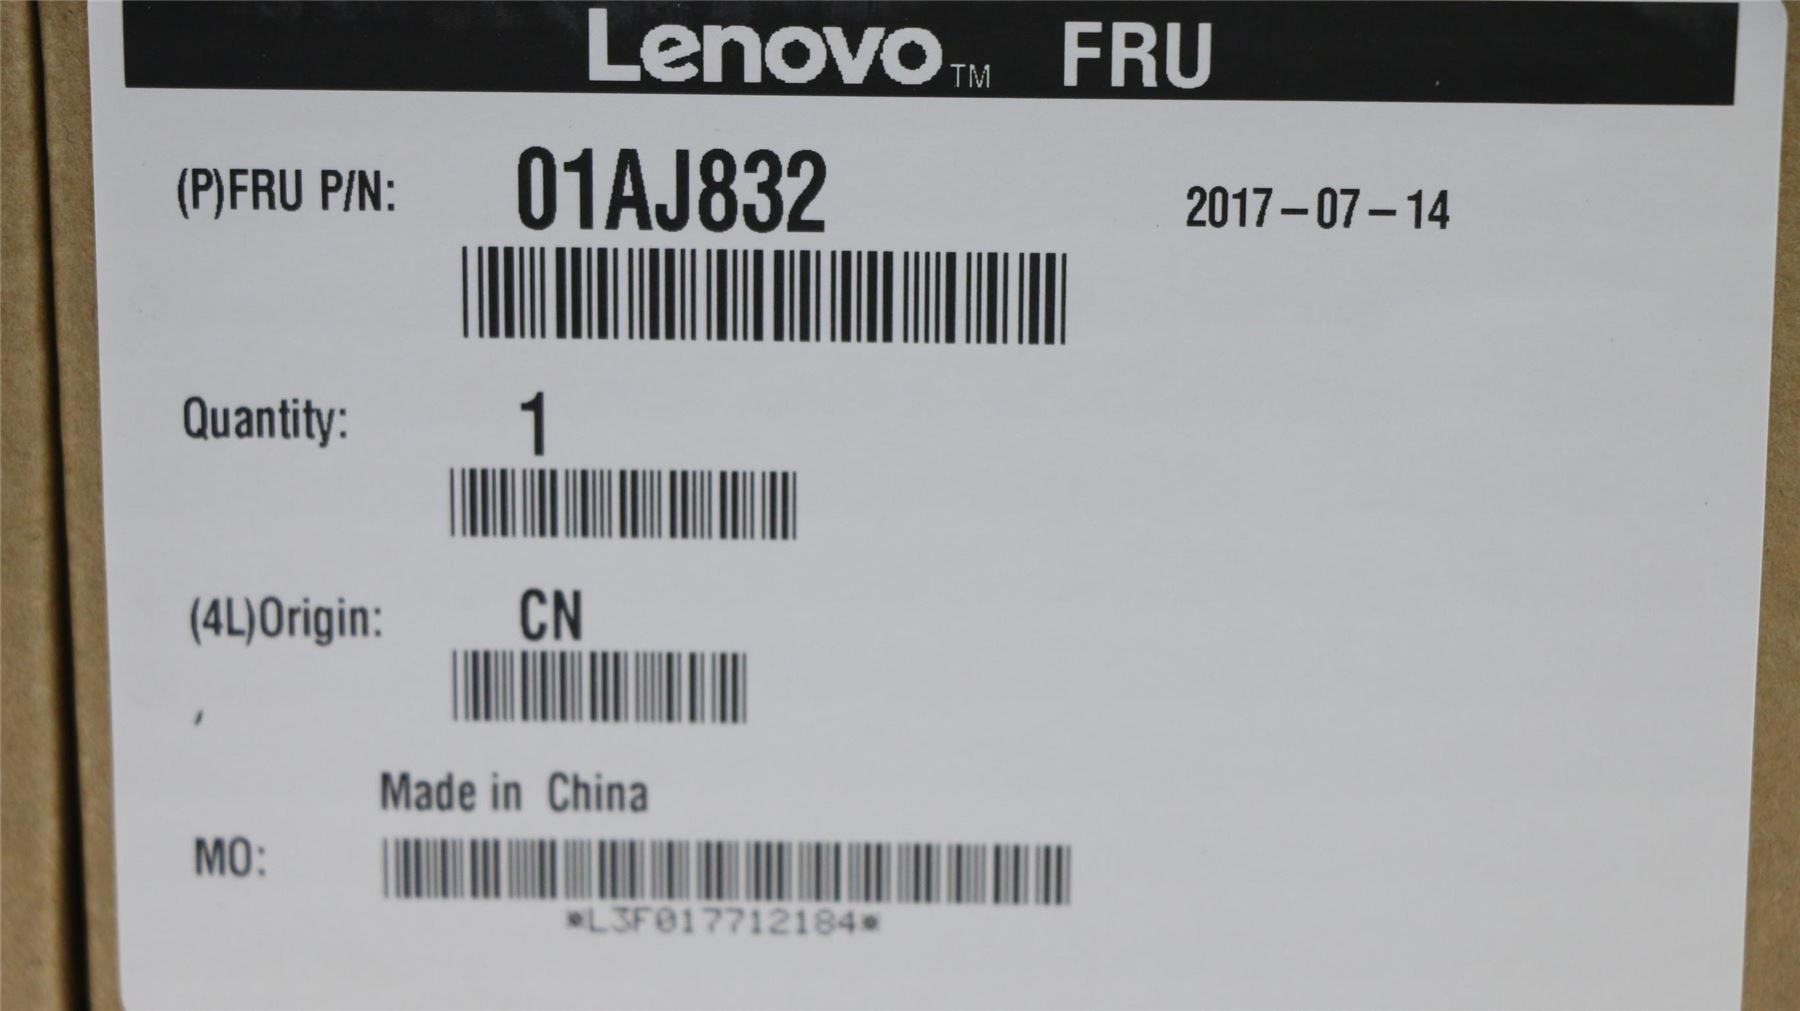 Lenovo™ FRU
(P)FRU P/N: 01AJ832 2017-07-14
Quantity: 1
(4L)Origin: CN
,
Made in China
MO:
*L3F017712184*